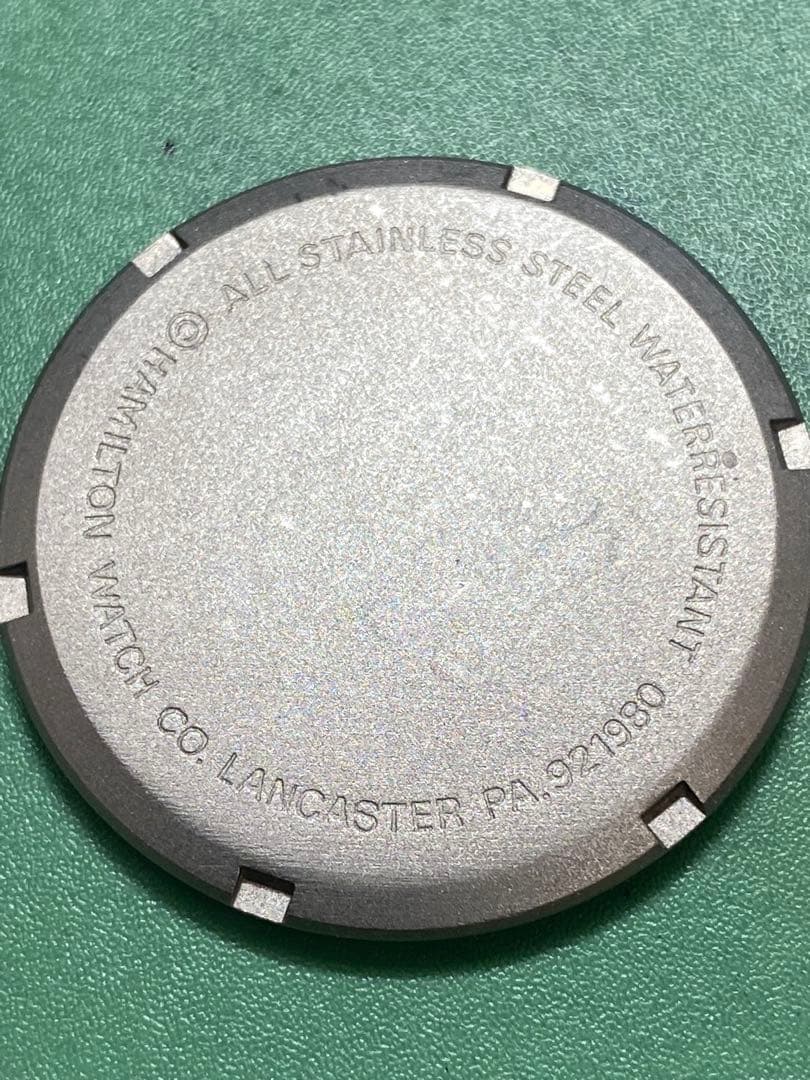 © HAMILTON WATCH CO. LANCASTER PA. 921980
ALL STAINLESS STEEL WATERRESISTANT